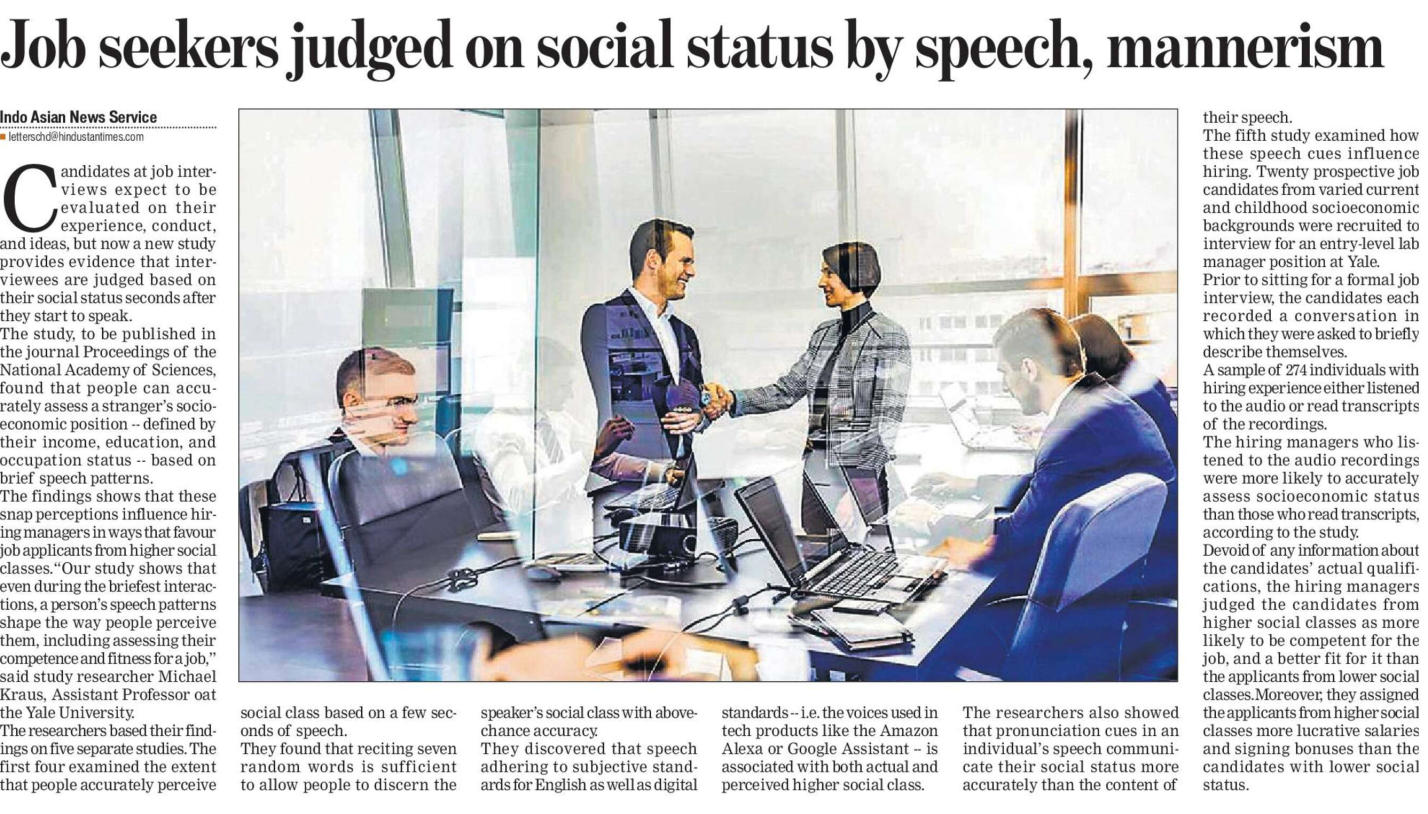 Job seekers judged on social status by speech, mannerism
Indo Asian News Service
letterschd@hindustantimes.com
Candidates at job inter-
views expect to be
evaluated on their
experience, conduct,
and ideas, but now a new study
provides evidence that inter-
viewees are judged based on
their social status seconds after
they start to speak.
The study, to be published in
the journal Proceedings of the
National Academy of Sciences,
found that people can accu-
rately assess a stranger's socio-
economic position -- defined by
their income, education, and
occupation status -- based on
brief speech patterns.
The findings shows that these
snap perceptions influence hir-
ing managers in ways that favour
job applicants from higher social
classes.“Our study shows that
even during the briefest interac-
tions, a person's speech patterns
shape the way people perceive
them, including assessing their
competence and fitness for a job,”
said study researcher Michael
Kraus, Assistant Professor oat
the Yale University.
The researchers based their find-
ings on five separate studies. The
first four examined the extent
that people accurately perceive
social class based on a few sec-
onds of speech.
They found that reciting seven
random words is sufficient
to allow people to discern the
speaker's social class with above-
chance accuracy.
They discovered that speech
adhering to subjective stand-
ards for English as well as digital
standards -- i.e. the voices used in
tech products like the Amazon
Alexa or Google Assistant -- is
associated with both actual and
perceived higher social class.
The researchers also showed
that pronunciation cues in an
individual's speech communi-
cate their social status more
accurately than the content of
their speech.
The fifth study examined how
these speech cues influence
hiring. Twenty prospective job
candidates from varied current
and childhood socioeconomic
backgrounds were recruited to
interview for an entry-level lab
manager position at Yale.
Prior to sitting for a formal job
interview, the candidates each
recorded a conversation in
which they were asked to briefly
describe themselves.
A sample of 274 individuals with
hiring experience either listened
to the audio or read transcripts
of the recordings.
The hiring managers who lis-
tened to the audio recordings
were more likely to accurately
assess socioeconomic status
than those who read transcripts,
according to the study.
Devoid of any information about
the candidates' actual qualifi-
cations, the hiring managers
judged the candidates from
higher social classes as more
likely to be competent for the
job, and a better fit for it than
the applicants from lower social
classes.Moreover, they assigned
the applicants from higher social
classes more lucrative salaries
and signing bonuses than the
candidates with lower social
status.